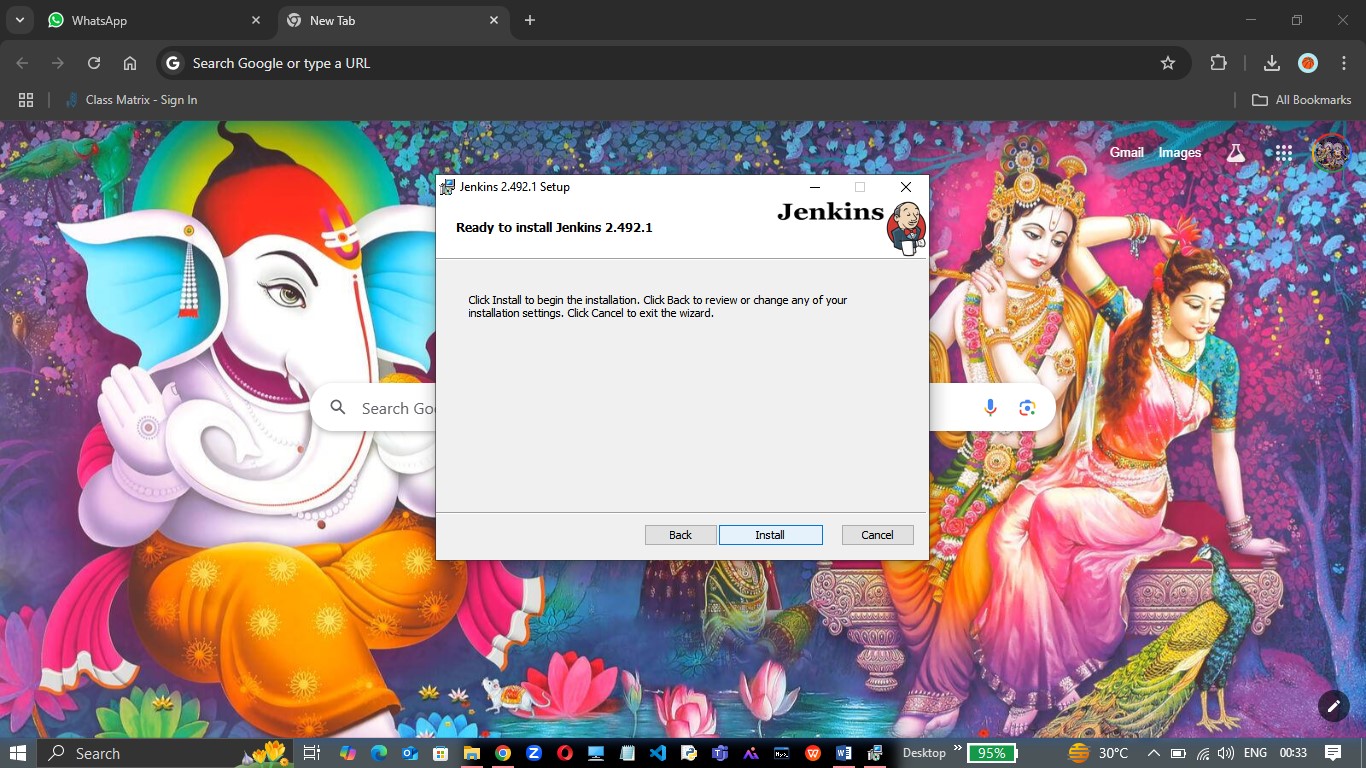 WhatsApp
New Tab
Search Google or type a URL
Class Matrix - Sign In
All Bookmarks
Gmail
Images
Jenkins 2.492.1 Setup
Jenkins
Ready to install Jenkins 2.492.1
Click Install to begin the installation. Click Back to review or change any of your
installation settings. Click Cancel to exit the wizard.
Search Go
Back
Install
Cancel
Search
Desktop
95%
30°C
ENG
00:33